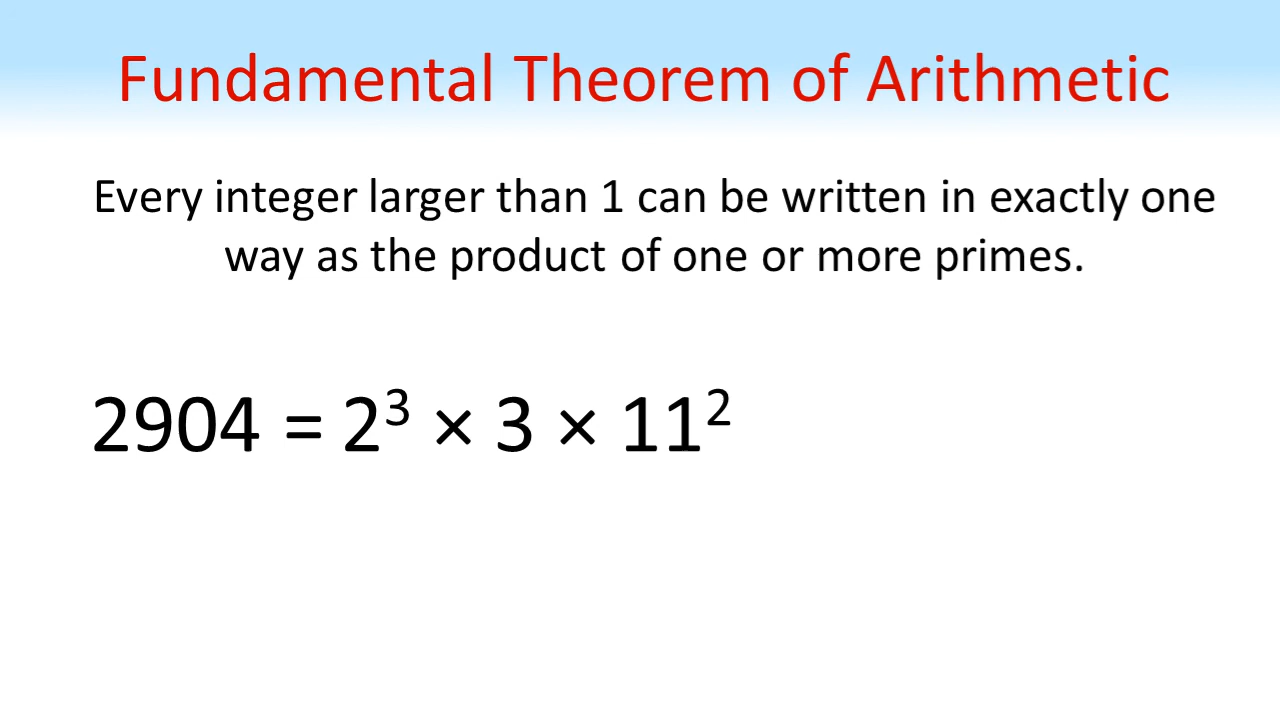 Fundamental Theorem of Arithmetic
Every integer larger than 1 can be written in exactly one
way as the product of one or more primes.
2904 = 2³ × 3 × 11²